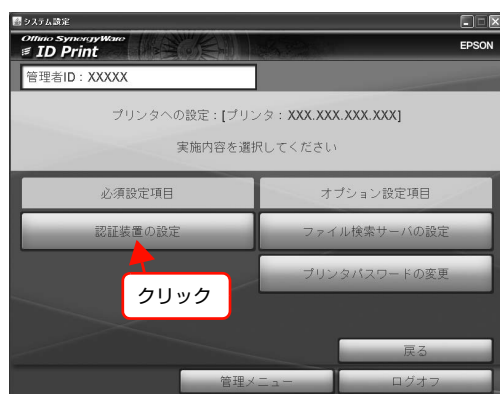 システム設定
Offirio SynergyWare
ID Print
EPSON
管理者ID：XXXXX
プリンタへの設定：[プリンタ：XXX.XXX.XXX.XXX]
実施内容を選択してください
必須設定項目
オプション設定項目
認証装置の設定
ファイル検索サーバの設定
クリック
プリンタパスワードの変更
戻る
管理メニュー
ログオフ